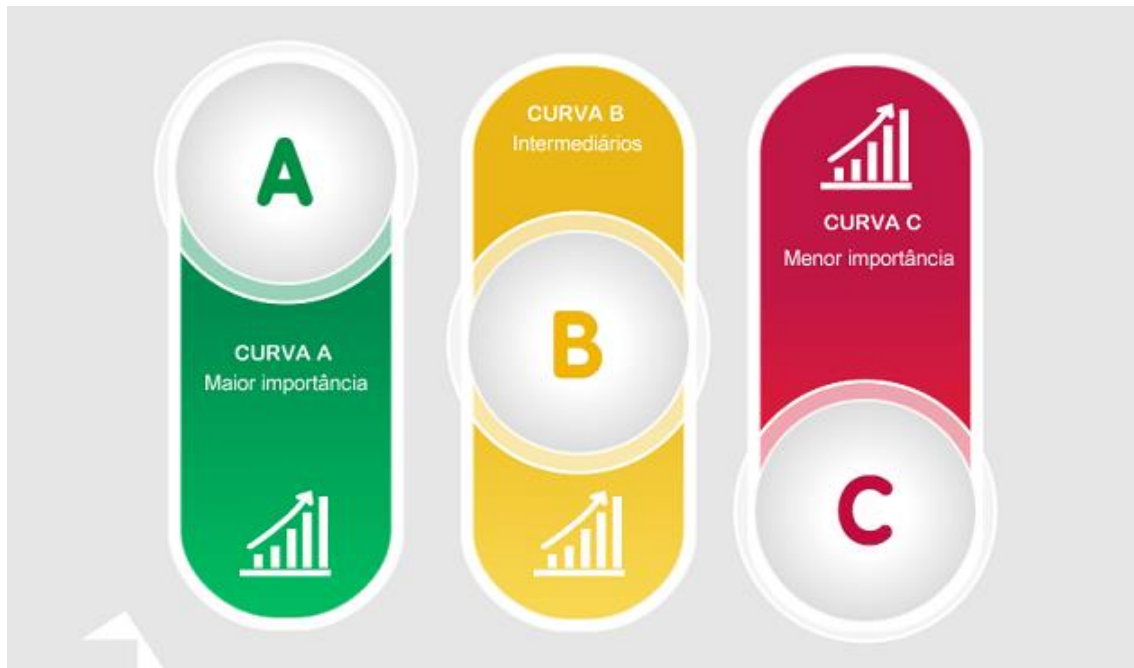 A
CURVA A
Maior importância
CURVA B
Intermediários
B
CURVA C
Menor importância
C